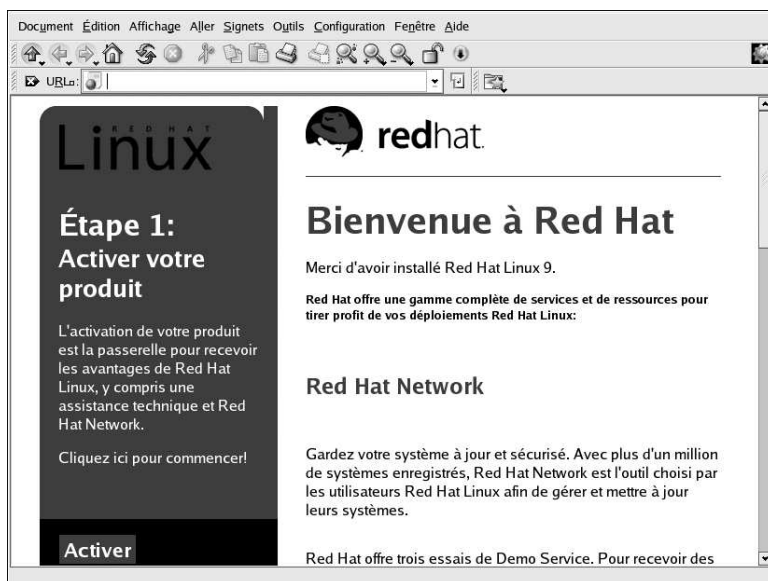 Document Édition Affichage Aller Signets Outils Configuration Fenêtre Aide
URL:
RED HAT
Linux
Étape 1:
Activer votre
produit
L'activation de votre produit
est la passerelle pour recevoir
les avantages de Red Hat
Linux, y compris une
assistance technique et Red
Hat Network.
Cliquez ici pour commencer!
Activer
redhat.
Bienvenue à Red Hat
Merci d'avoir installé Red Hat Linux 9.
Red Hat offre une gamme complète de services et de ressources pour
tirer profit de vos déploiements Red Hat Linux:
Red Hat Network
Gardez votre système à jour et sécurisé. Avec plus d'un million
de systèmes enregistrés, Red Hat Network est l'outil choisi par
les utilisateurs Red Hat Linux afin de gérer et mettre à jour
leurs systèmes.
Red Hat offre trois essais de Demo Service. Pour recevoir des